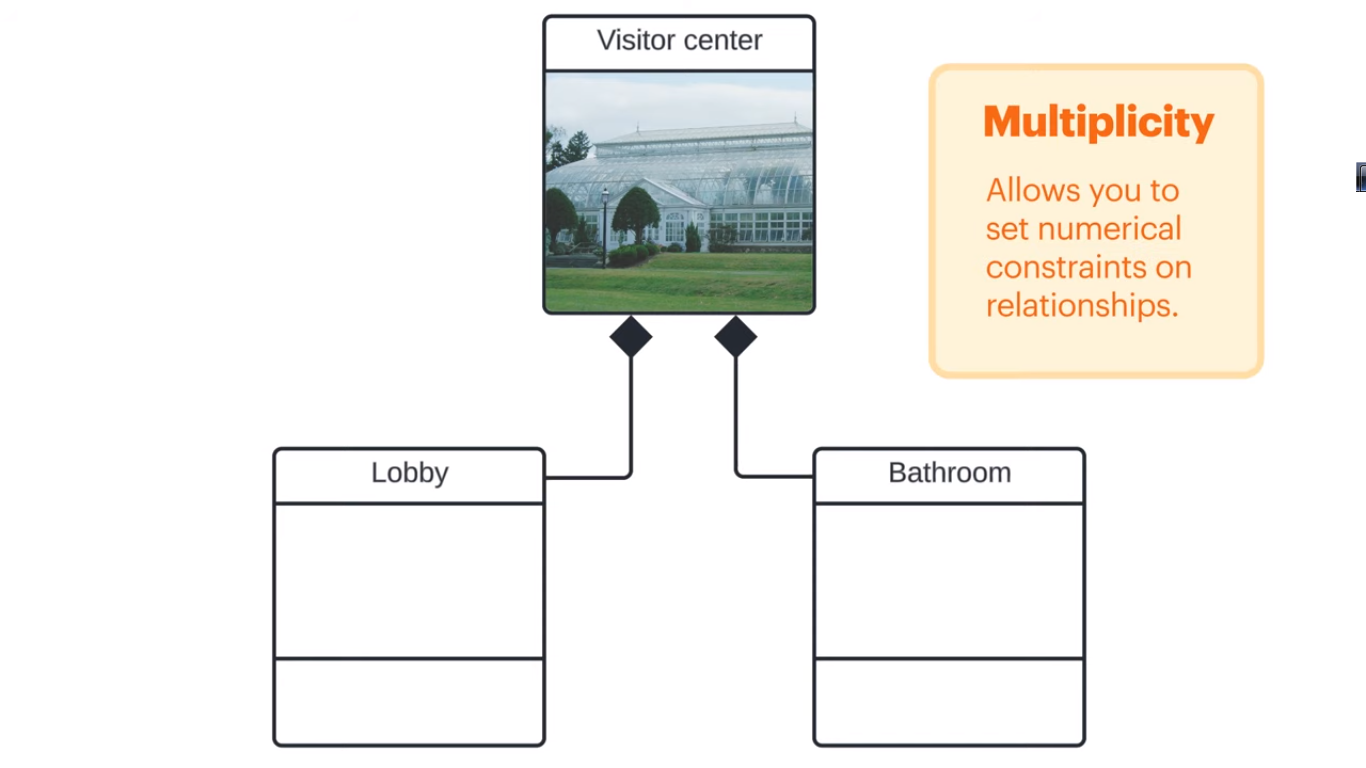 Visitor center
Multiplicity
Allows you to
set numerical
constraints on
relationships.
Lobby
Bathroom